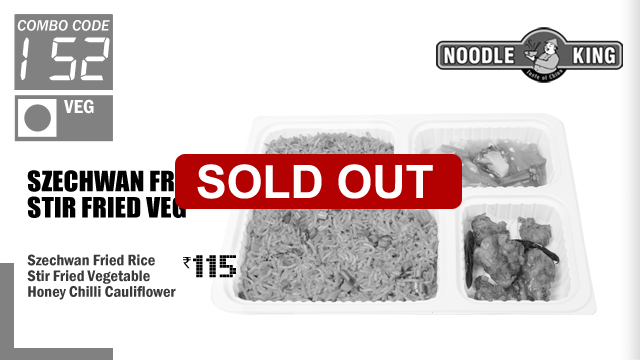 COMBO CODE
152
VEG
NOODLE KING
Taste of China
SZECHWAN FR
STIR FRIED VEG
SOLD OUT
Szechwan Fried Rice
Stir Fried Vegetable
Honey Chilli Cauliflower
₹115